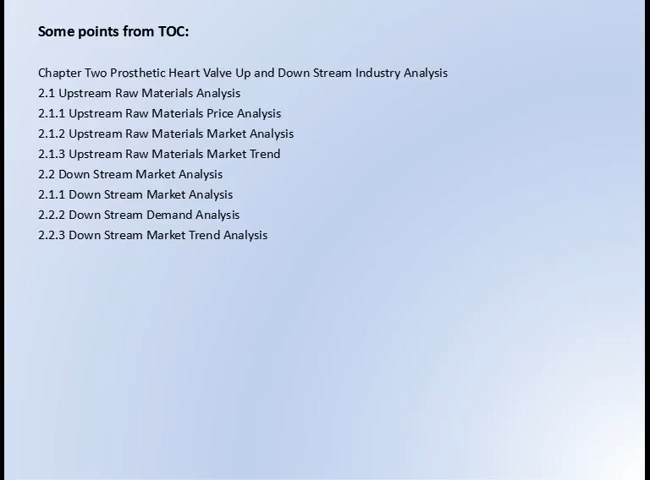 Some points from TOC:
Chapter Two Prosthetic Heart Valve Up and Down Stream Industry Analysis
2.1 Upstream Raw Materials Analysis
2.1.1 Upstream Raw Materials Price Analysis
2.1.2 Upstream Raw Materials Market Analysis
2.1.3 Upstream Raw Materials Market Trend
2.2 Down Stream Market Analysis
2.1.1 Down Stream Market Analysis
2.2.2 Down Stream Demand Analysis
2.2.3 Down Stream Market Trend Analysis